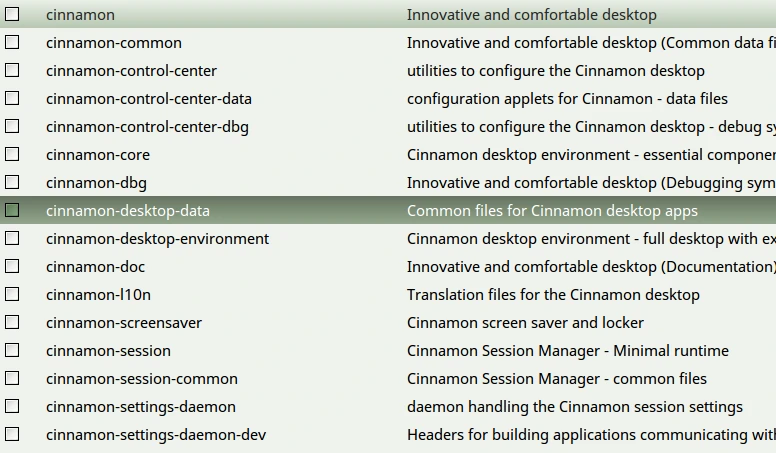 cinnamon Innovative and comfortable desktop
cinnamon-common Innovative and comfortable desktop (Common data fi
cinnamon-control-center utilities to configure the Cinnamon desktop
cinnamon-control-center-data configuration applets for Cinnamon - data files
cinnamon-control-center-dbg utilities to configure the Cinnamon desktop - debug sy
cinnamon-core Cinnamon desktop environment - essential componen
cinnamon-dbg Innovative and comfortable desktop (Debugging sym
cinnamon-desktop-data Common files for Cinnamon desktop apps
cinnamon-desktop-environment Cinnamon desktop environment - full desktop with ex
cinnamon-doc Innovative and comfortable desktop (Documentation)
cinnamon-l10n Translation files for the Cinnamon desktop
cinnamon-screensaver Cinnamon screen saver and locker
cinnamon-session Cinnamon Session Manager - Minimal runtime
cinnamon-session-common Cinnamon Session Manager - common files
cinnamon-settings-daemon daemon handling the Cinnamon session settings
cinnamon-settings-daemon-dev Headers for building applications communicating with